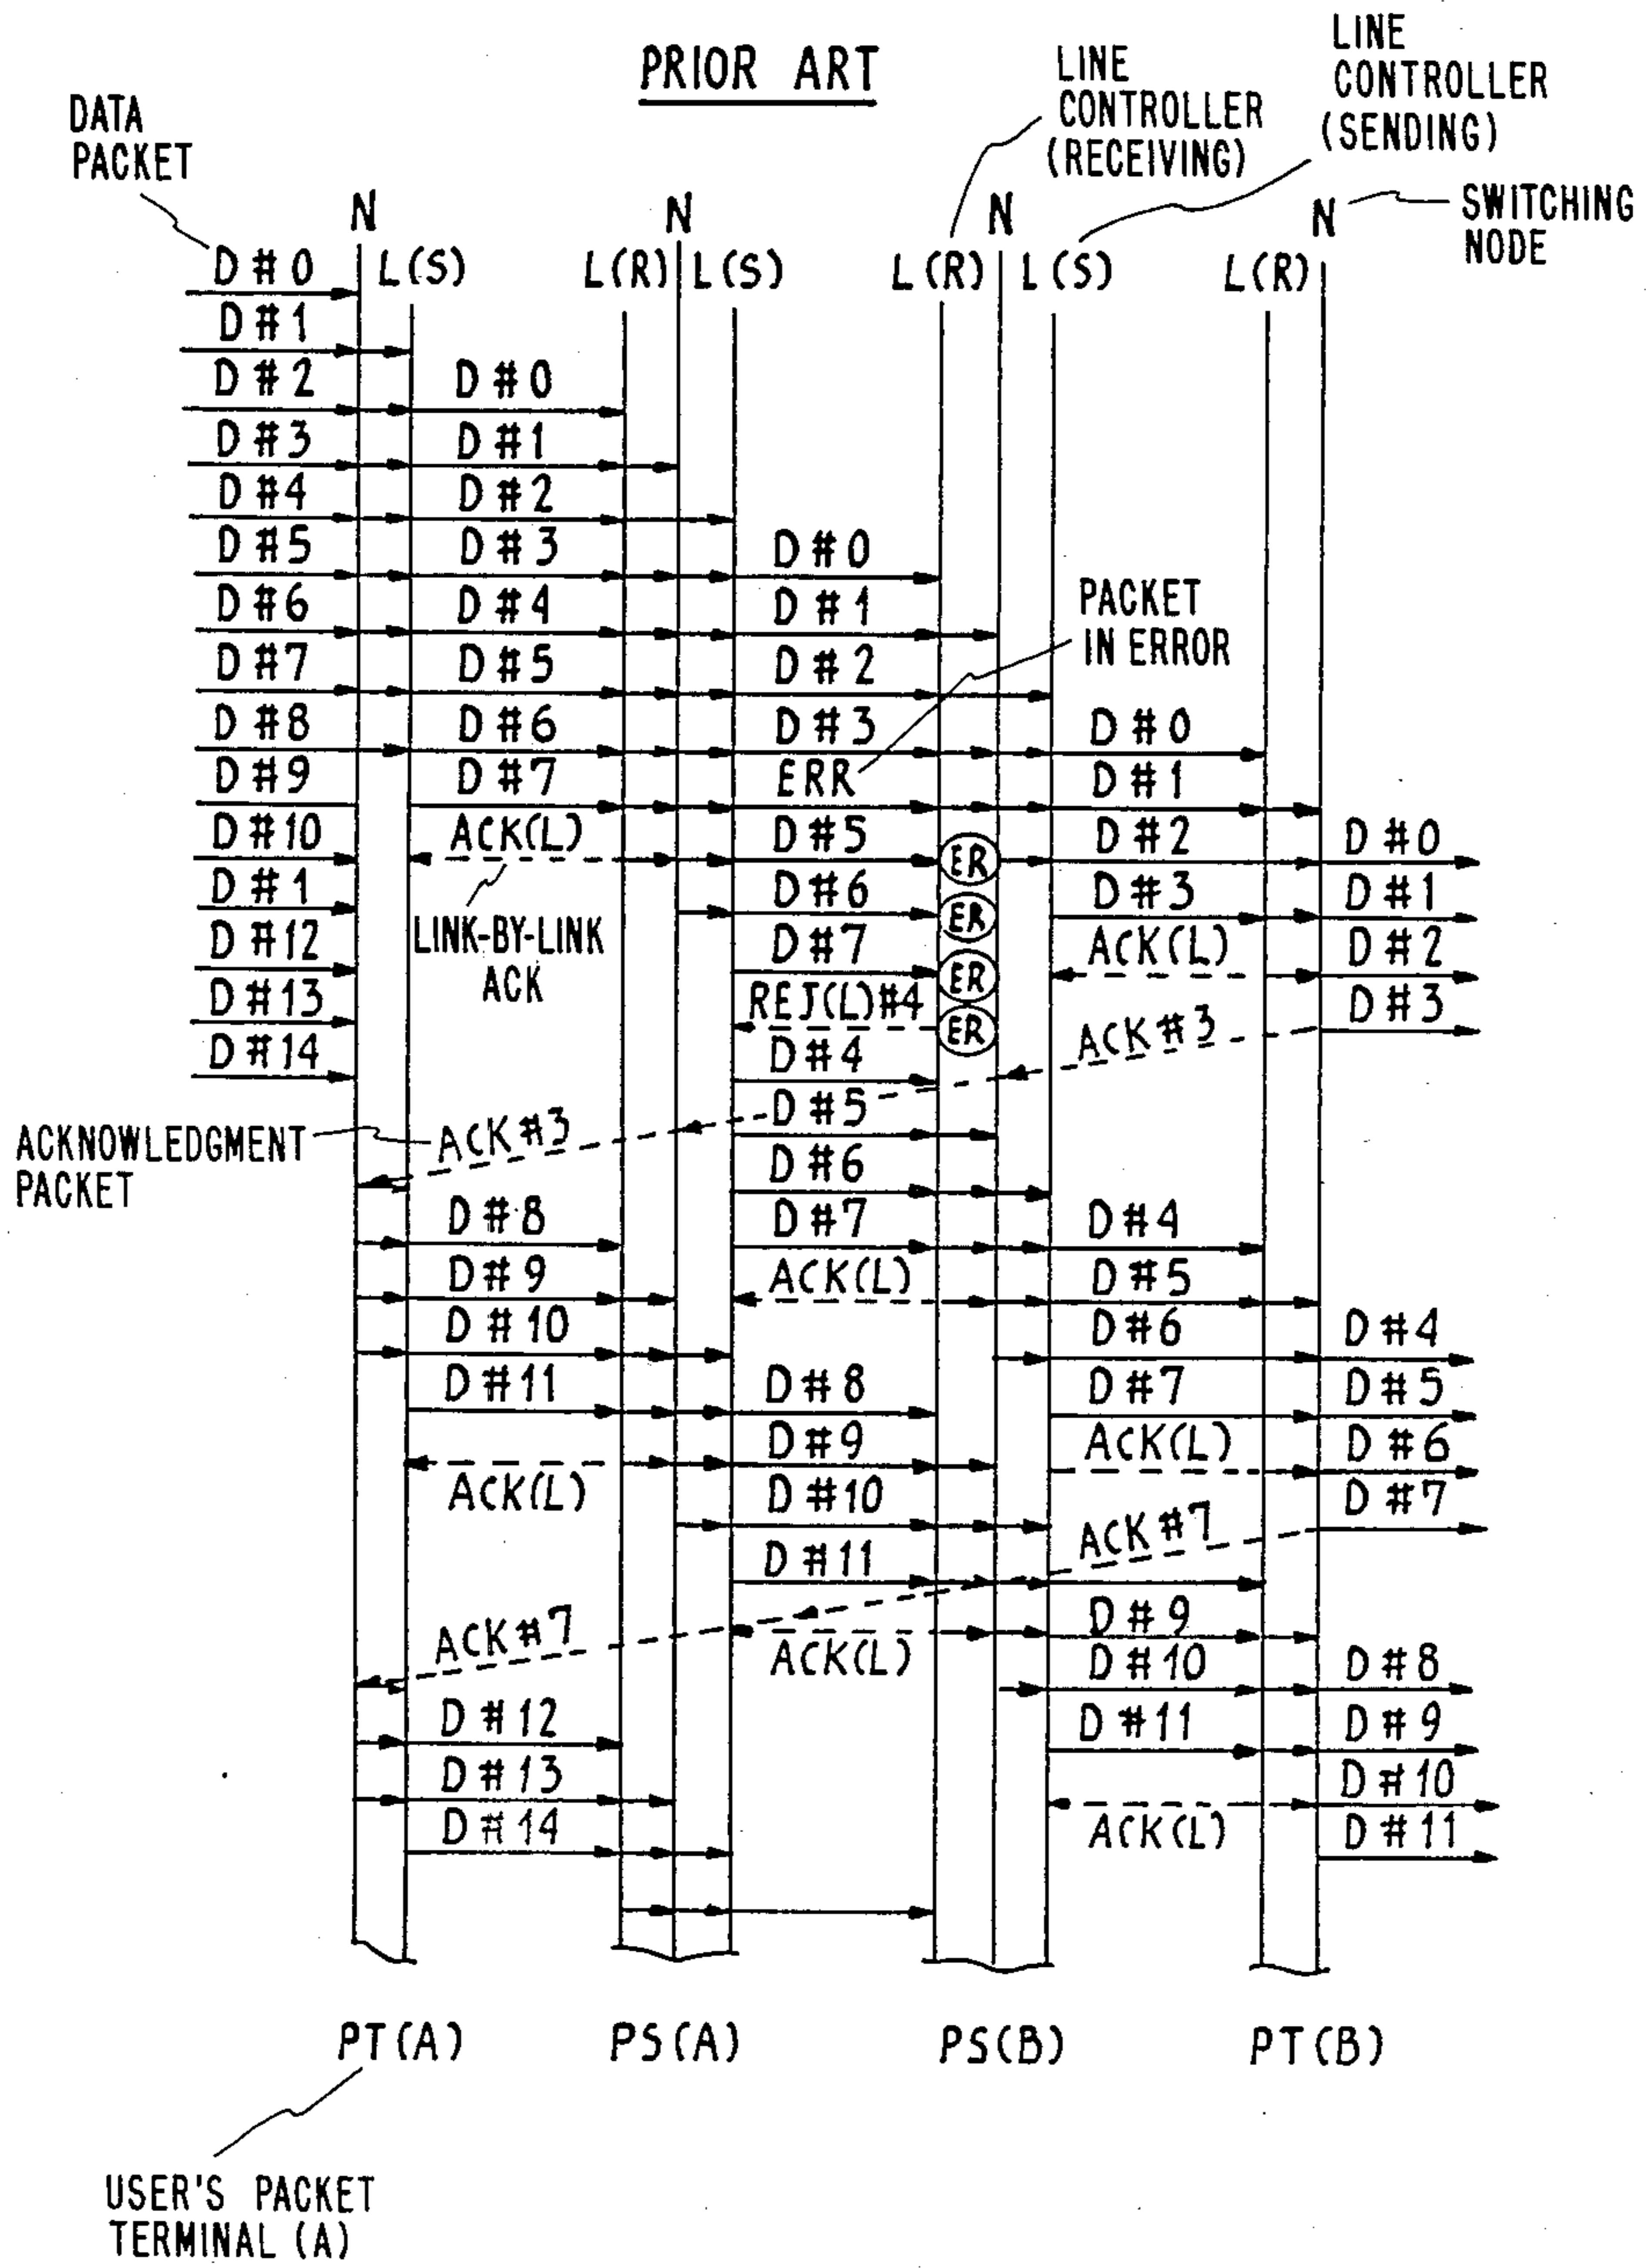 PRIOR ART
LINE
CONTROLLER
(SENDING)
LINE
CONTROLLER
(RECEIVING)
DATA
PACKET
N N N N SWITCHING
NODE
D#0 L(S) L(R) L(S) L(R) L(S) L(R)
D#1
D#2 D#0
D#3 D#1
D#4 D#2
D#5 D#3 D#0
D#6 D#4 D#1 PACKET
IN ERROR
D#7 D#5 D#2
D#8 D#6 D#3 D#0
D#9 D#7 ERR D#1
D#10 ACK(L) D#5 ER D#2 D#0
D#1 D#6 ER D#3 D#1
D#12 LINK-BY-LINK
ACK
D#7 ER ACK(L) D#2
D#13 REJ(L)#4 ER ACK#3 D#3
D#14 D#4
ACKNOWLEDGMENT
PACKET
ACK#3 D#5
D#6
D#8 D#7 D#4
D#9 ACK(L) D#5
D#10 D#6 D#4
D#11 D#8 D#7 D#5
ACK(L) D#9 ACK(L) D#6
D#10 ACK#7 D#7
D#11
ACK#7 ACK(L) D#9
D#10 D#8
D#12 D#11 D#9
D#13 D#10
D#14 ACK(L) D#11
PT(A) PS(A) PS(B) PT(B)
USER'S PACKET
TERMINAL (A)